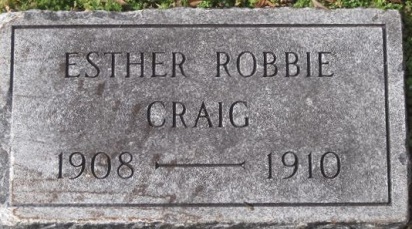 ESTHER ROBBIE
CRAIG
1908 — 1910